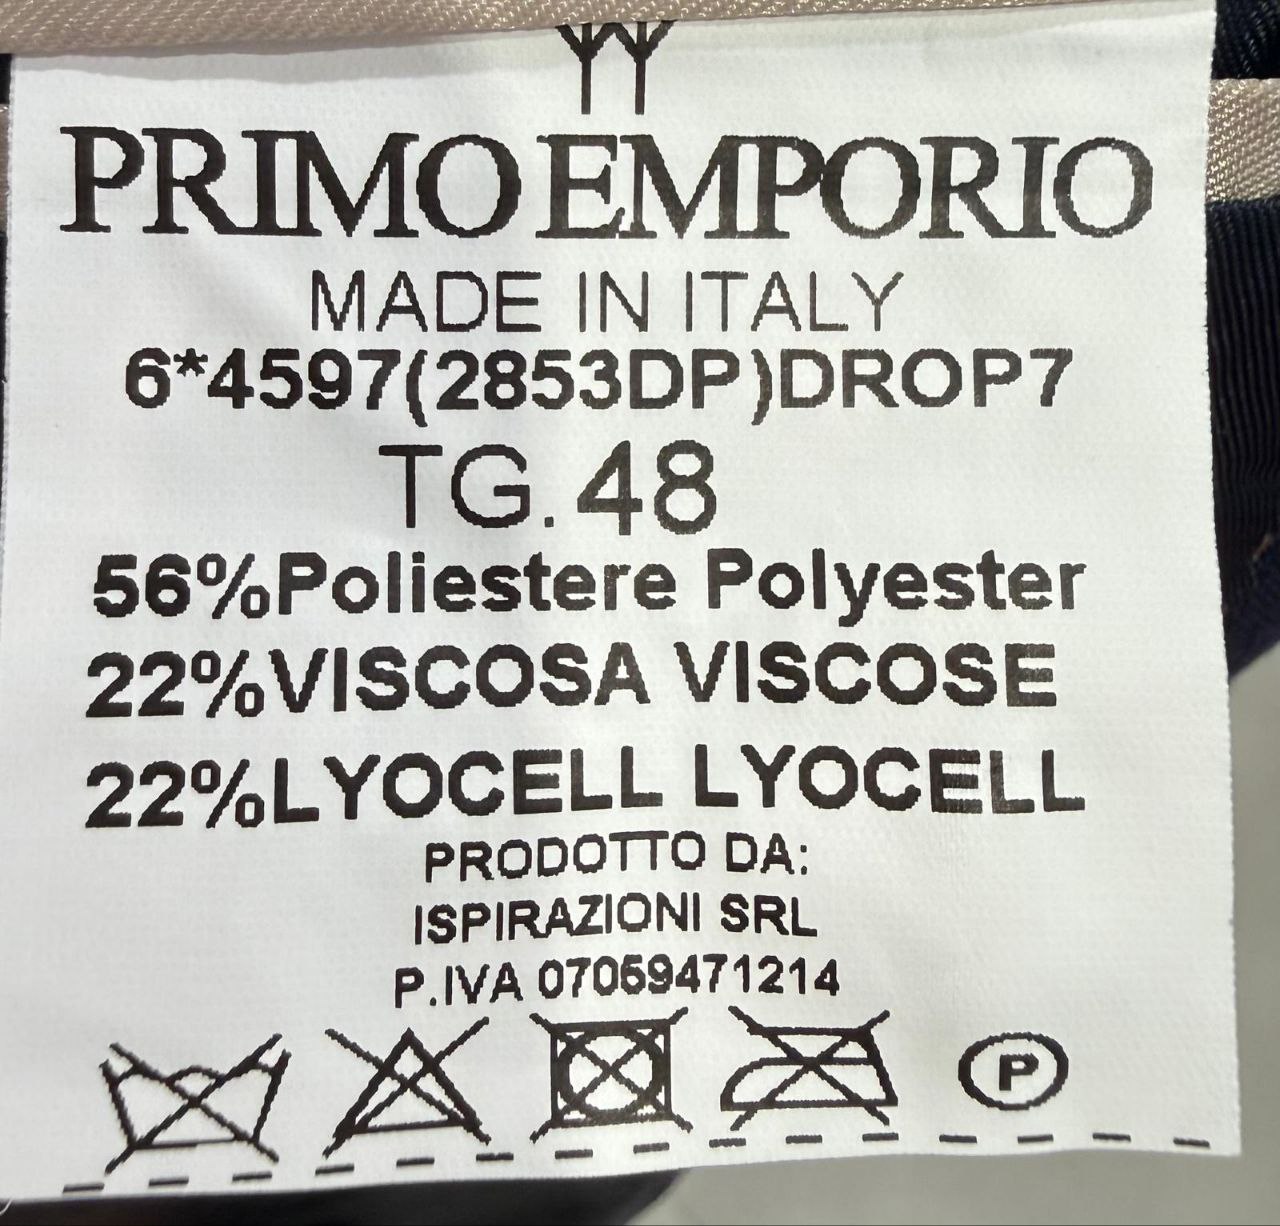 PRIMO EMPORIO
MADE IN ITALY
6*4597(2853DP)DROP7
TG. 48
56%Poliestere Polyester
22%VISCOSA VISCOSE
22%LYOCELL LYOCELL
PRODOTTO DA:
ISPIRAZIONI SRL
P.IVA 07059471214
P